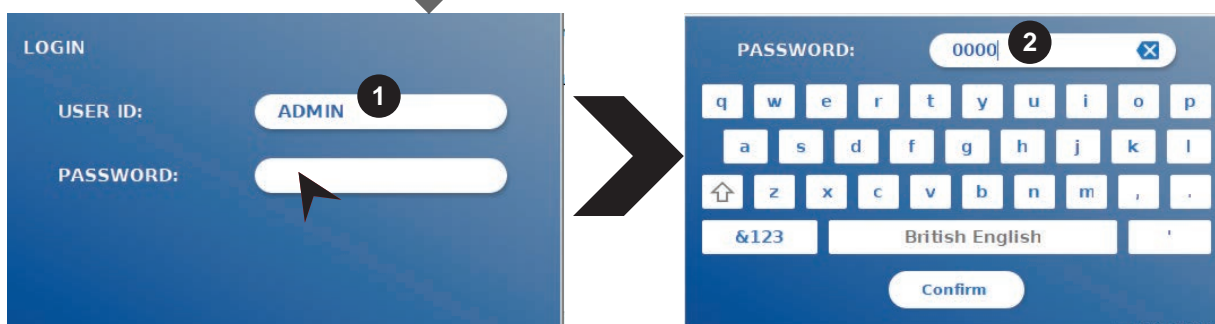 LOGIN
USER ID:
ADMIN
1
PASSWORD:
PASSWORD:
0000
2
q w e r t y u i o p
a s d f g h j k l
z x c v b n m , .
&123 British English '
Confirm